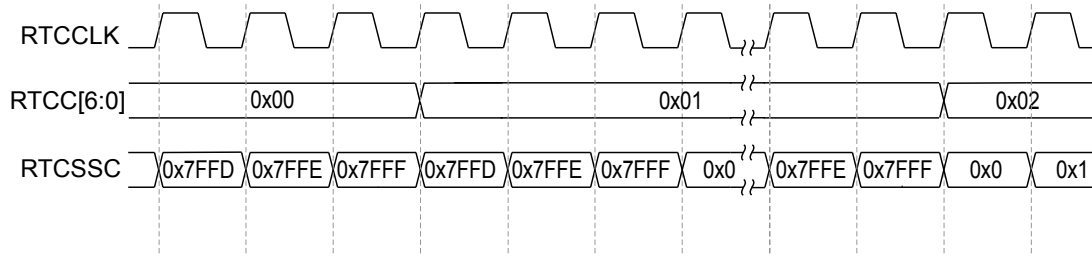 RTCCLK
RTCC[6:0] 0x00 0x01 0x02
RTCSSC 0x7FFD 0x7FFE 0x7FFF 0x7FFD 0x7FFE 0x7FFF 0x0 0x7FFE 0x7FFF 0x0 0x1